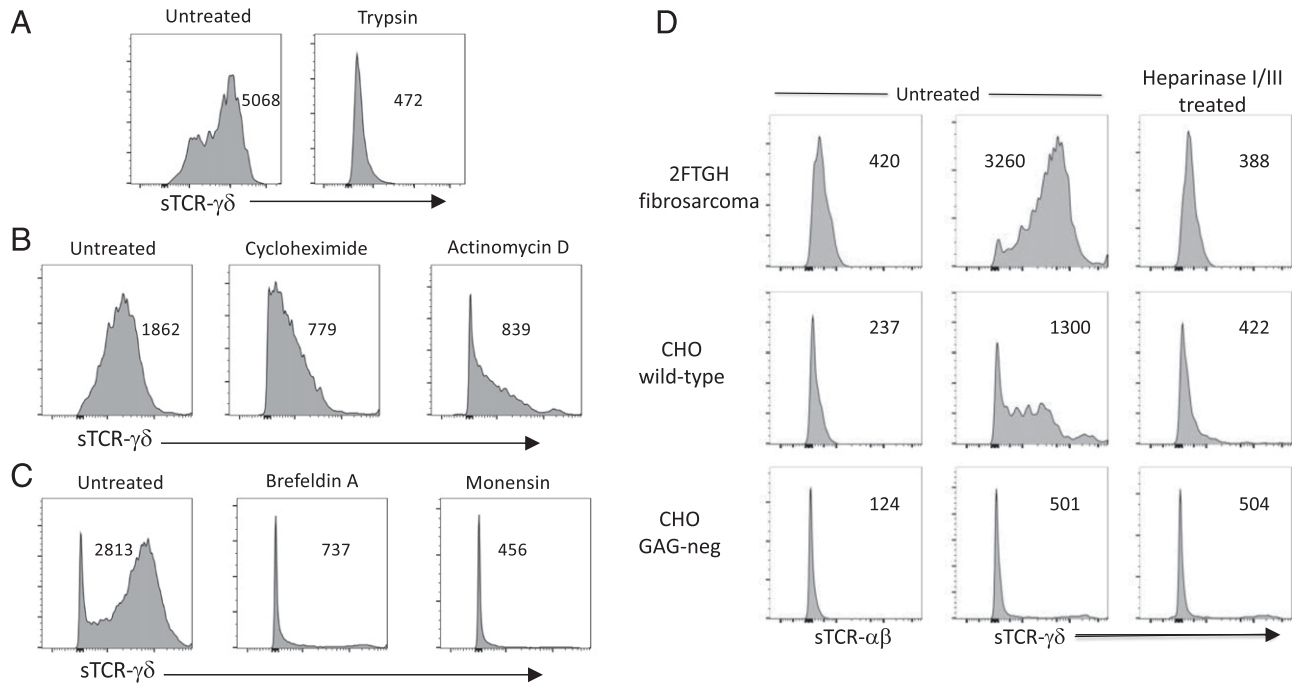 A
Untreated
Trypsin
5068
472
sTCR-γδ
B
Untreated
Cycloheximide
Actinomycin D
1862
779
839
sTCR-γδ
C
Untreated
Brefeldin A
Monensin
2813
737
456
sTCR-γδ
D
Untreated
Heparinase I/III
treated
2FTGH
fibrosarcoma
420
3260
388
CHO
wild-type
237
1300
422
CHO
GAG-neg
124
501
504
sTCR-αβ
sTCR-γδ